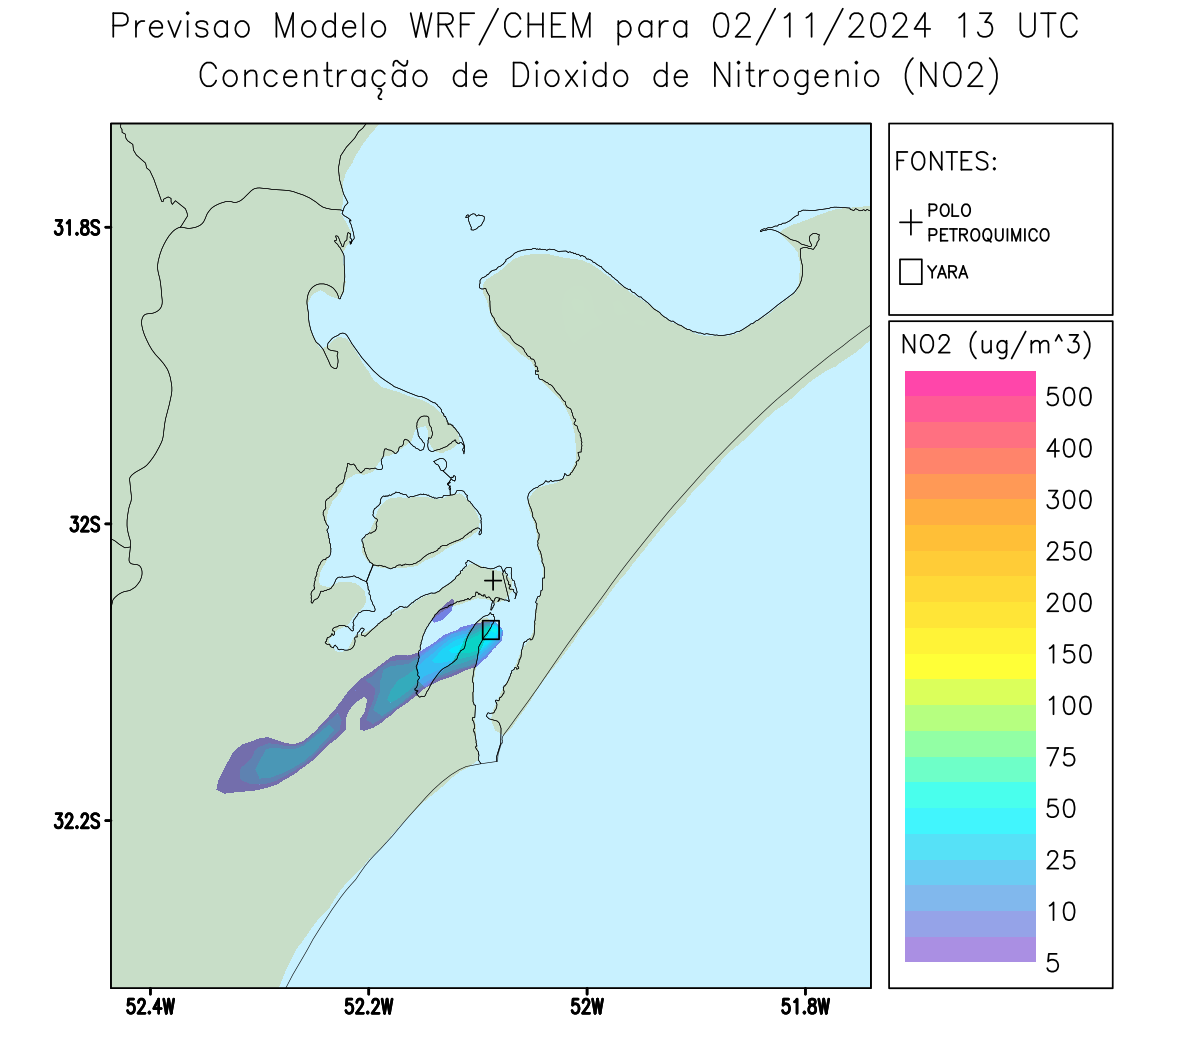 Previsao Modelo WRF/CHEM para 02/11/2024 13 UTC
Concentração de Dioxido de Nitrogenio (NO2)
FONTES:
POLO
PETROQUIMICO
YARA
31.8S
32S
32.2S
52.4W
52.2W
52W
51.8W
NO2 (ug/m^3)
500
400
300
250
200
150
100
75
50
25
10
5